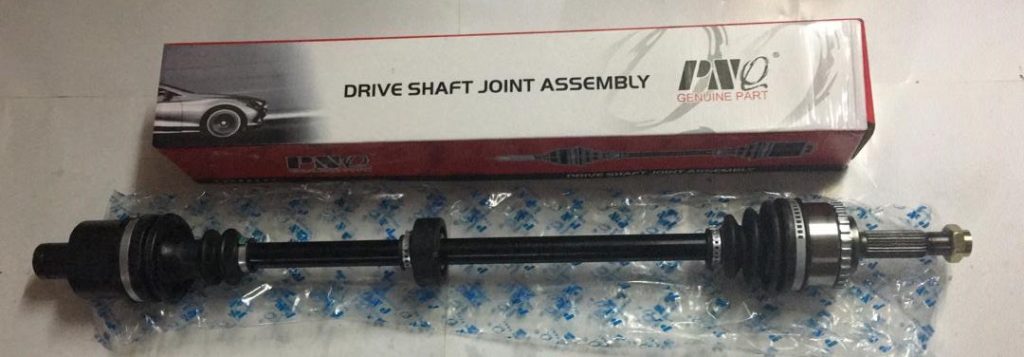 DRIVE SHAFT JOINT ASSEMBLY
PNQ®
GENUINE PART
PNQ
DRIVE SHAFT JOINT ASSEMBLY